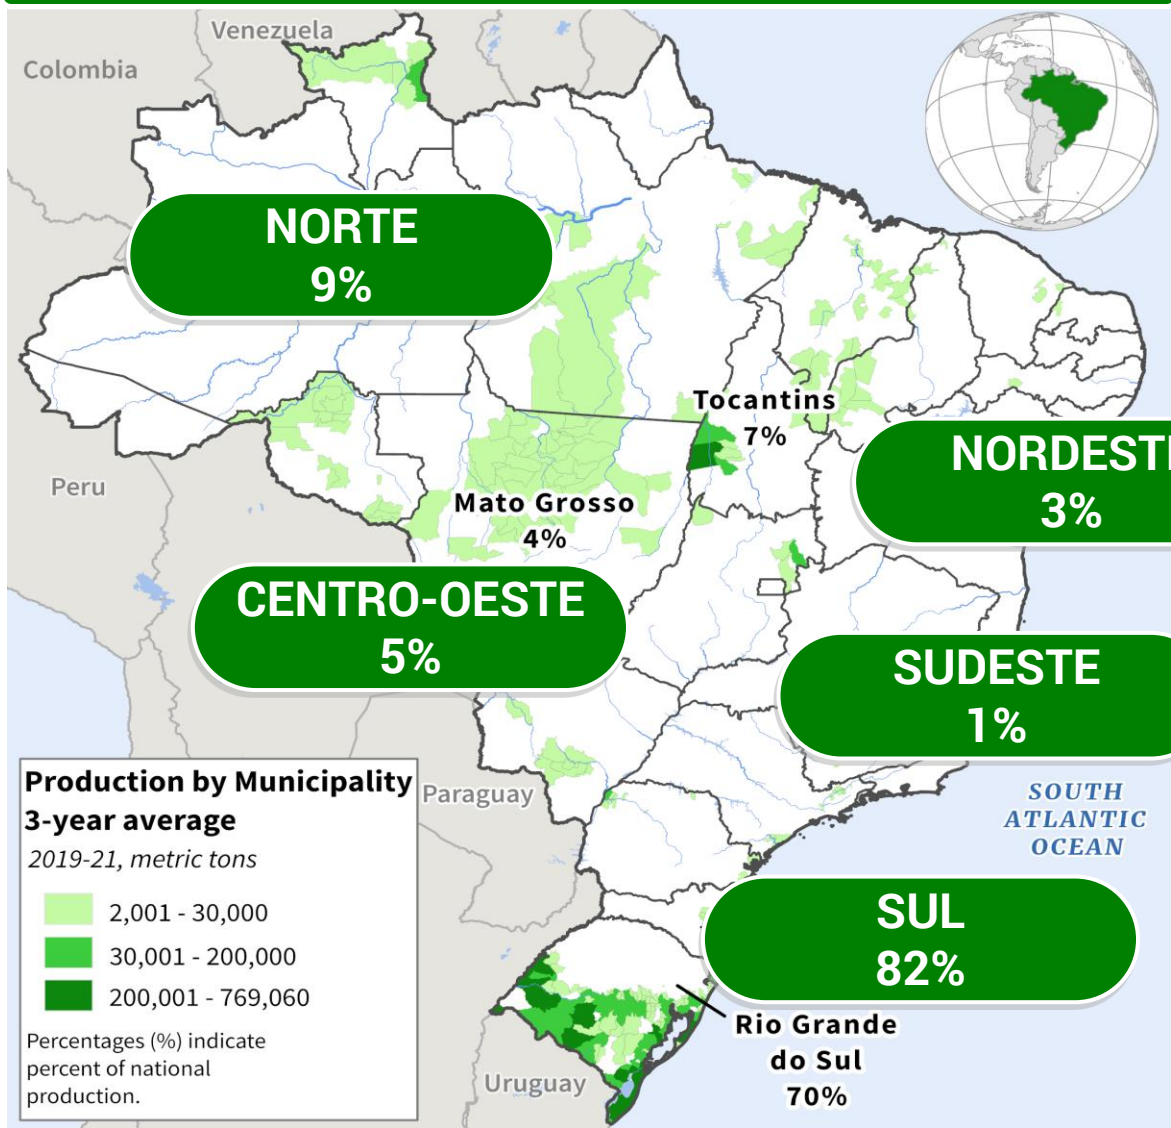 Venezuela
Colombia
NORTE
9%
Tocantins
7%
NORDEST
3%
Peru
Mato Grosso
4%
CENTRO-OESTE
5%
SUDESTE
1%
Production by Municipality
3-year average
2019-21, metric tons
2,001 - 30,000
30,001 - 200,000
200,001 - 769,060
Percentages (%) indicate
percent of national
production.
Paraguay
SOUTH
ATLANTIC
OCEAN
SUL
82%
Rio Grande
do Sul
70%
Uruguay